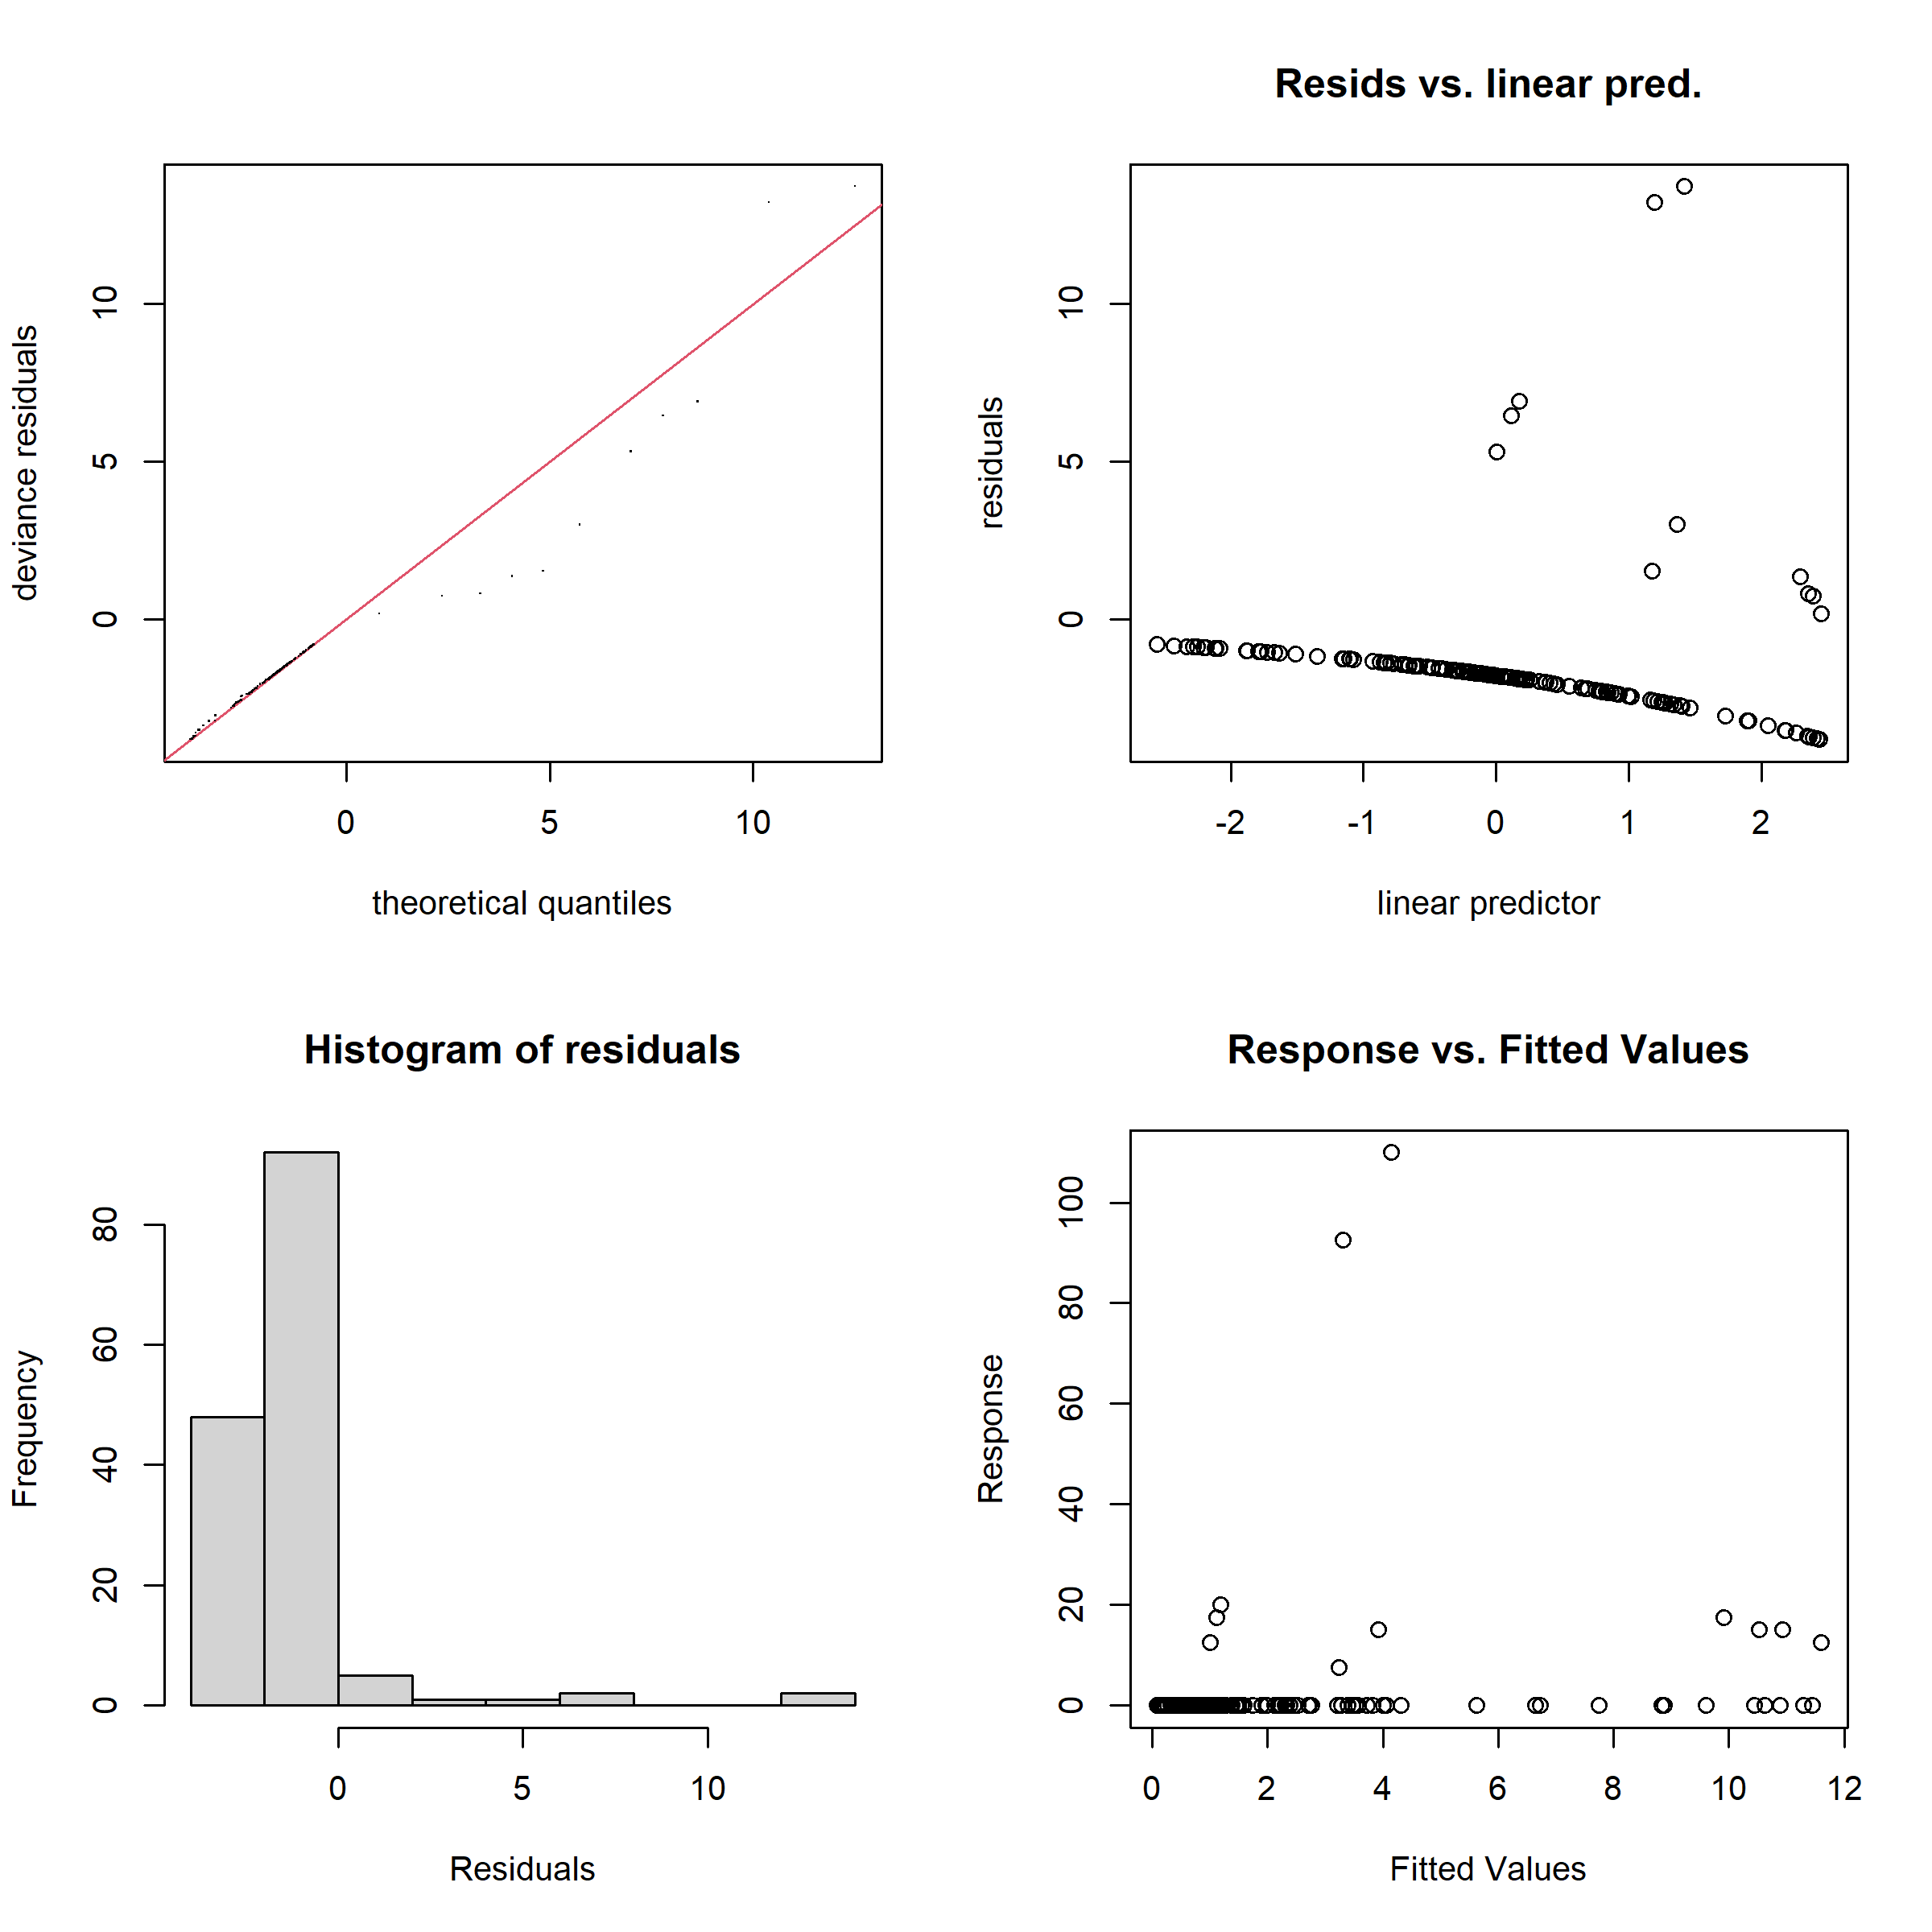 deviance residuals
10
5
0
0 5 10
theoretical quantiles
Resids vs. linear pred.
residuals
10
5
0
-2 -1 0 1 2
linear predictor
Histogram of residuals
Frequency
80
60
40
20
0
0 5 10
Residuals
Response vs. Fitted Values
Response
100
80
60
40
20
0
0 2 4 6 8 10 12
Fitted Values